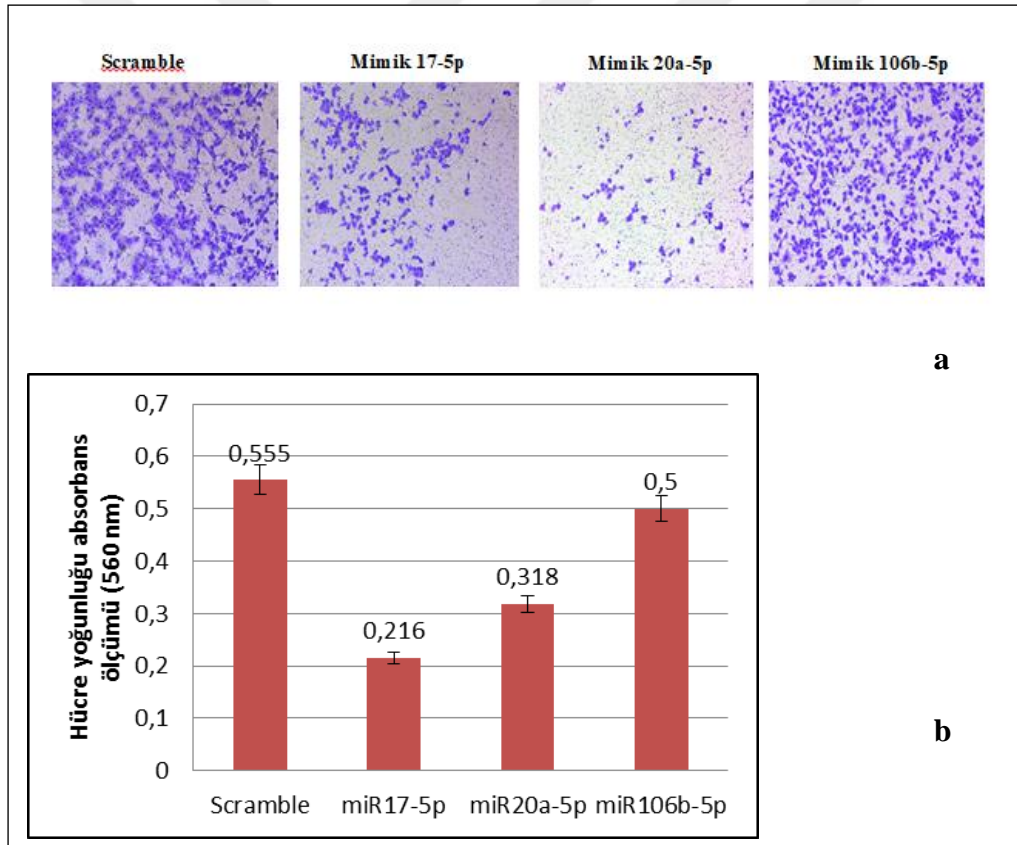 Scramble
Mimik 17-5p
Mimik 20a-5p
Mimik 106b-5p
a
Hücre yoğunluğu absorbans
ölçümü (560 nm)
0,7
0,6
0,5
0,4
0,3
0,2
0,1
0
0,555
0,216
0,318
0,5
Scramble
miR17-5p
miR20a-5p
miR106b-5p
b